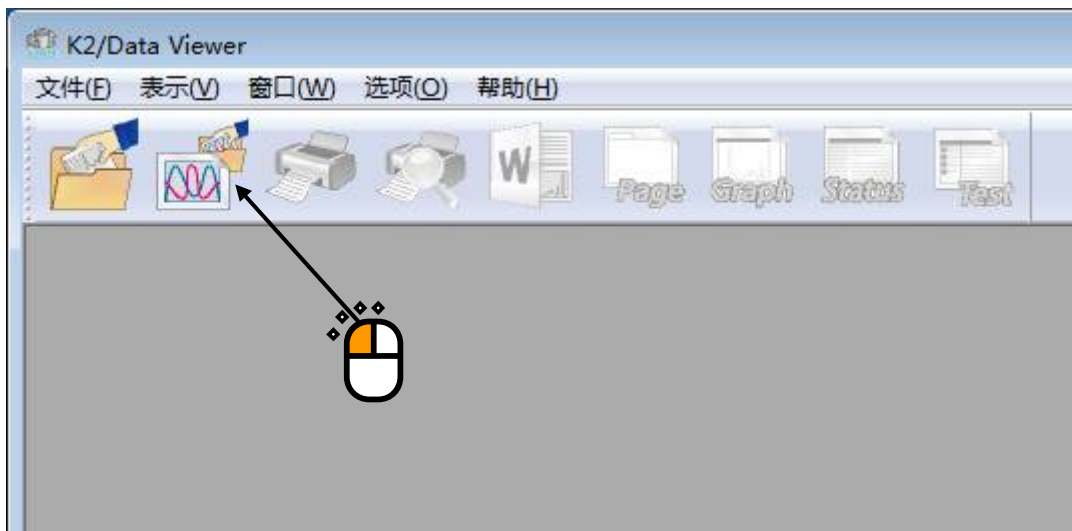 K2/Data Viewer
文件(F) 表示(V) 窗口(W) 选项(O) 帮助(H)
W Page Graph Status Test